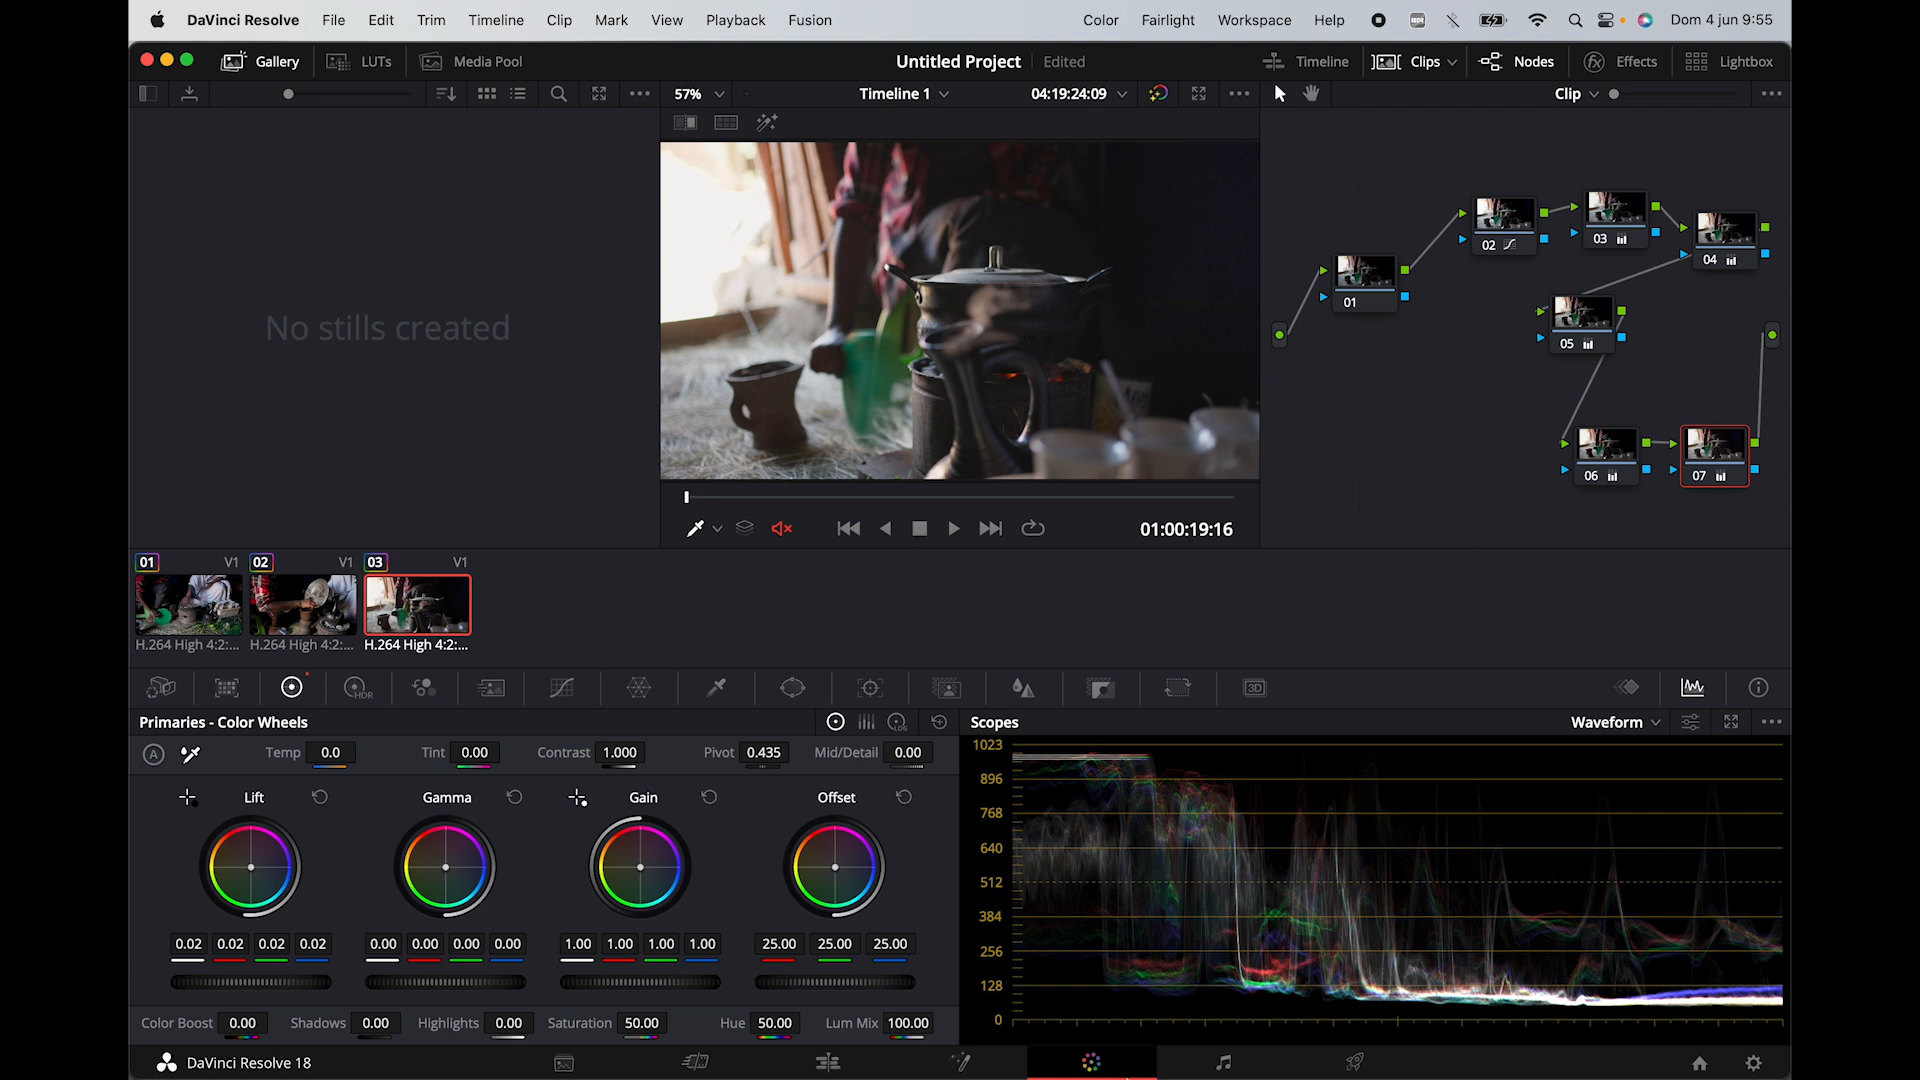 DaVinci Resolve File Edit Trim Timeline Clip Mark View Playback Fusion Color Fairlight Workspace Help Dom 4 jun 9:55
Gallery LUTs Media Pool Untitled Project Edited Timeline Clips Nodes Effects Lightbox
57% Timeline 1 04:19:24:09 Clip
No stills created
01
02
03
04
05
06
07
01:00:19:16
01 V1 02 V1 03 V1
H.264 High 4:2:... H.264 High 4:2:... H.264 High 4:2:...
HDR 3D
Primaries - Color Wheels LOG Scopes Waveform
A Temp 0.0 Tint 0.00 Contrast 1.000 Pivot 0.435 Mid/Detail 0.00
Lift Gamma Gain Offset
0.02 0.02 0.02 0.02 0.00 0.00 0.00 0.00 1.00 1.00 1.00 1.00 25.00 25.00 25.00
Color Boost 0.00 Shadows 0.00 Highlights 0.00 Saturation 50.00 Hue 50.00 Lum Mix 100.00
1023
896
768
640
512
384
256
128
0
DaVinci Resolve 18